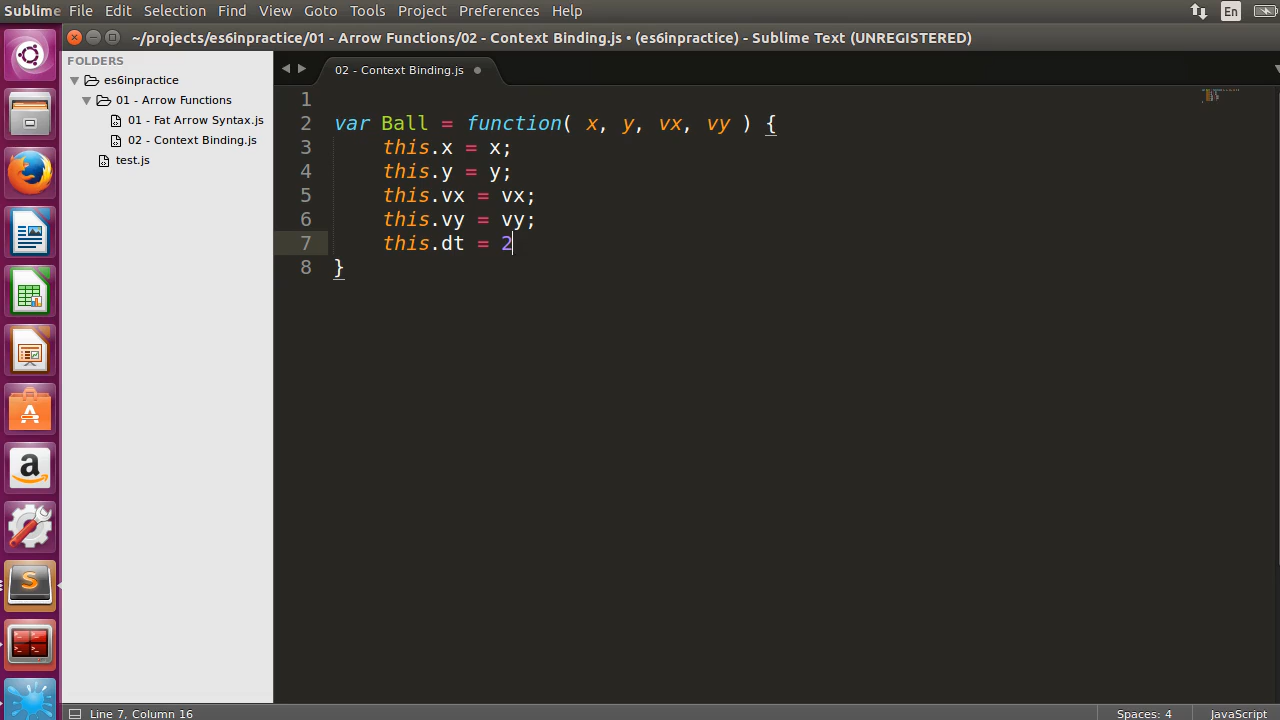 Sublime File Edit Selection Find View Goto Tools Project Preferences Help En
~/projects/es6inpractice/01 - Arrow Functions/02 - Context Binding.js • (es6inpractice) - Sublime Text (UNREGISTERED)
FOLDERS
es6inpractice
01 - Arrow Functions
01 - Fat Arrow Syntax.js
02 - Context Binding.js
test.js
02 - Context Binding.js
1
2 var Ball = function( x, y, vx, vy ) {
3 this.x = x;
4 this.y = y;
5 this.vx = vx;
6 this.vy = vy;
7 this.dt = 2
8 }
Line 7, Column 16 Spaces: 4 JavaScript